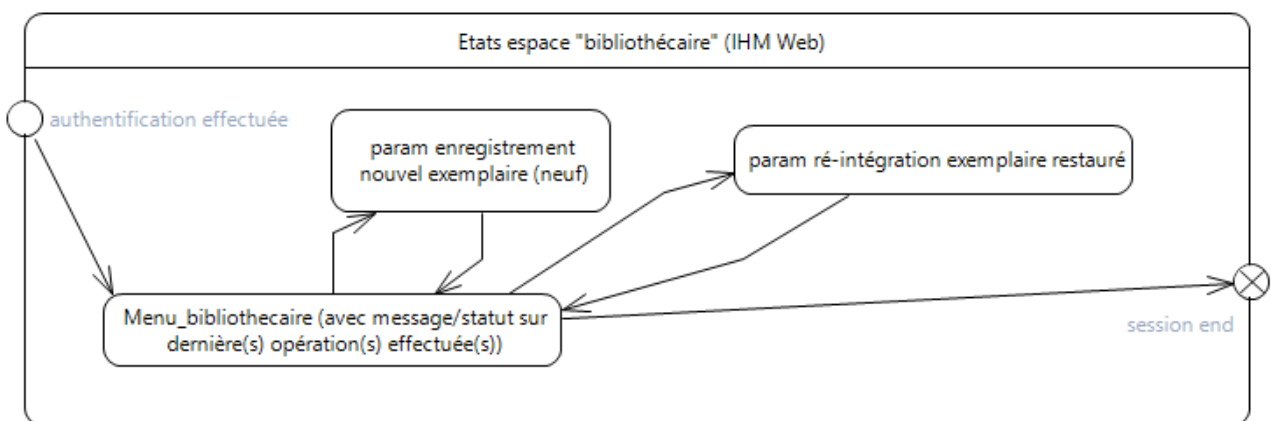 Etats espace "bibliothécaire" (IHM Web)
authentification effectuée
param enregistrement
nouvel exemplaire (neuf)
param ré-intégration exemplaire restauré
Menu_bibliothecaire (avec message/statut sur
dernière(s) opération(s) effectuée(s))
session end